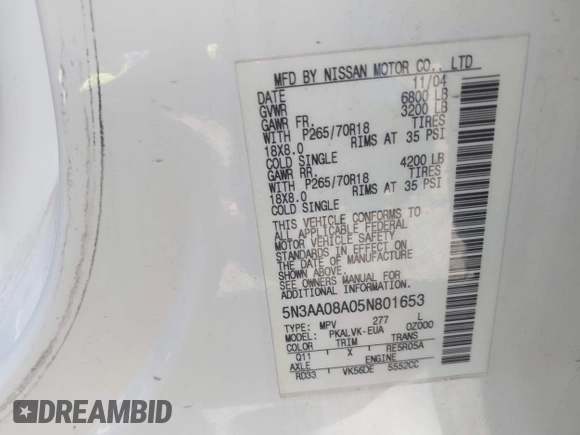 MFD BY NISSAN MOTOR CO., LTD
DATE 11/04
GVWR 6800 LB
GAWR FR. 3200 LB
WITH P265/70R18 TIRES
18X8.0 RIMS AT 35 PSI
COLD SINGLE
GAWR RR. 4200 LB
WITH P265/70R18 TIRES
18X8.0 RIMS AT 35 PSI
COLD SINGLE
THIS VEHICLE CONFORMS TO
ALL APPLICABLE FEDERAL
MOTOR VEHICLE SAFETY
STANDARDS IN EFFECT ON
THE DATE OF MANUFACTURE
SHOWN ABOVE.
SEE OWNERS MANUAL FOR
ADDITIONAL INFORMATION
5N3AA08A05N801653
TYPE: MPV 277 L
MODEL: PKALVK-EUA OZ000
COLOR TRIM TRANS
Q11 X RE5R05A
AXLE ENGINE
RD33 VK56DE 5552CC
DREAMBID